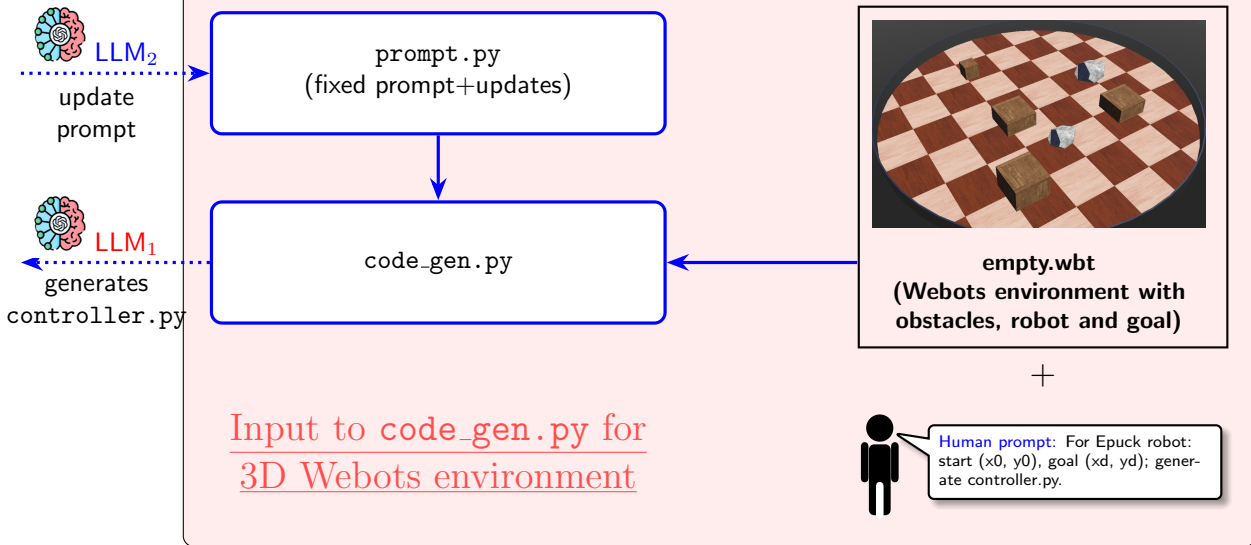 LLM2
update
prompt
prompt.py
(fixed prompt+updates)
LLM1
generates
controller.py
code_gen.py
empty.wbt
(Webots environment with
obstacles, robot and goal)
+
Input to code_gen.py for
3D Webots environment
Human prompt: For Epuck robot:
start (x0, y0), goal (xd, yd); gener-
ate controller.py.